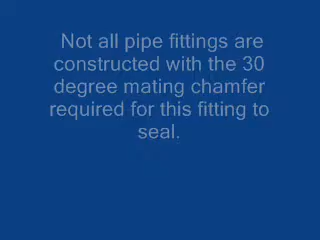 Not all pipe fittings are
constructed with the 30
degree mating chamfer
required for this fitting to
seal.